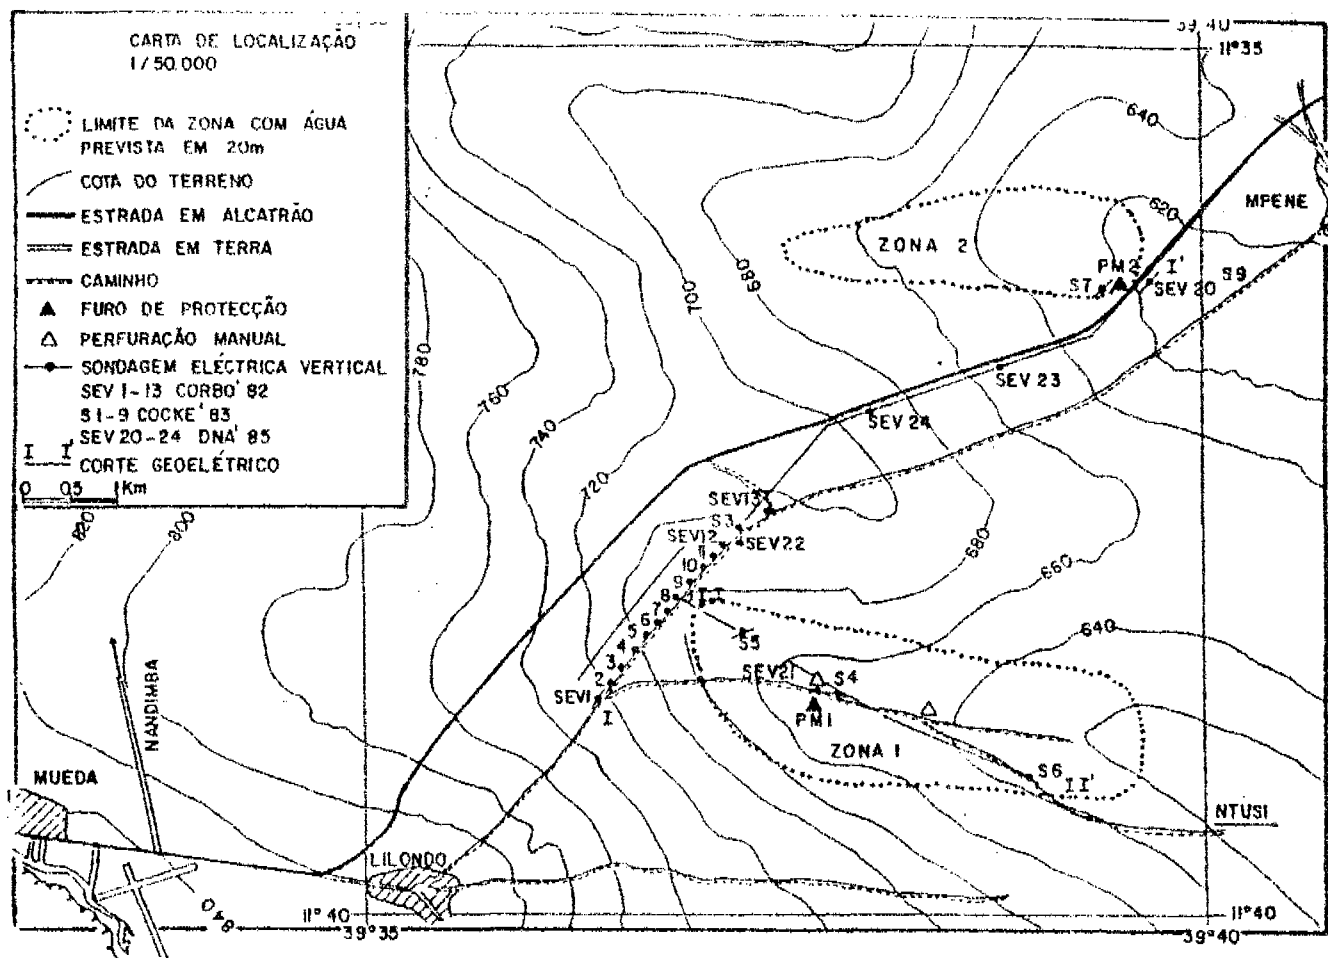 CARTA DE LOCALIZAÇÃO
1/50.000
LIMITE DA ZONA COM ÁGUA
PREVISTA EM 20m
COTA DO TERRENO
ESTRADA EM ALCATRÃO
ESTRADA EM TERRA
CAMINHO
FURO DE PROTECÇÃO
PERFURAÇÃO MANUAL
SONDAGEM ELÉCTRICA VERTICAL
SEV 1-13 CORBO' 82
S1-9 COCKE' 83
SEV 20-24 DNA' 85
I I' CORTE GEOELÉTRICO
0 0,5 1Km
39°40
11°35
640
620
MPENE
ZONA 2
PM2
I'
S7
SEV 20
S9
680
700
780
760
740
720
SEV 23
SEV 24
SEV13
S3
SEV12
SEV22
11
10
9
8
7
6
5
4
3
2
SEV1
I
S5
680
660
640
SEV21
S4
PM1
ZONA 1
S6
II'
NTUSI
820
800
NANDIMBA
MUEDA
LILONDO
11°40
39°35
11°40
39°40